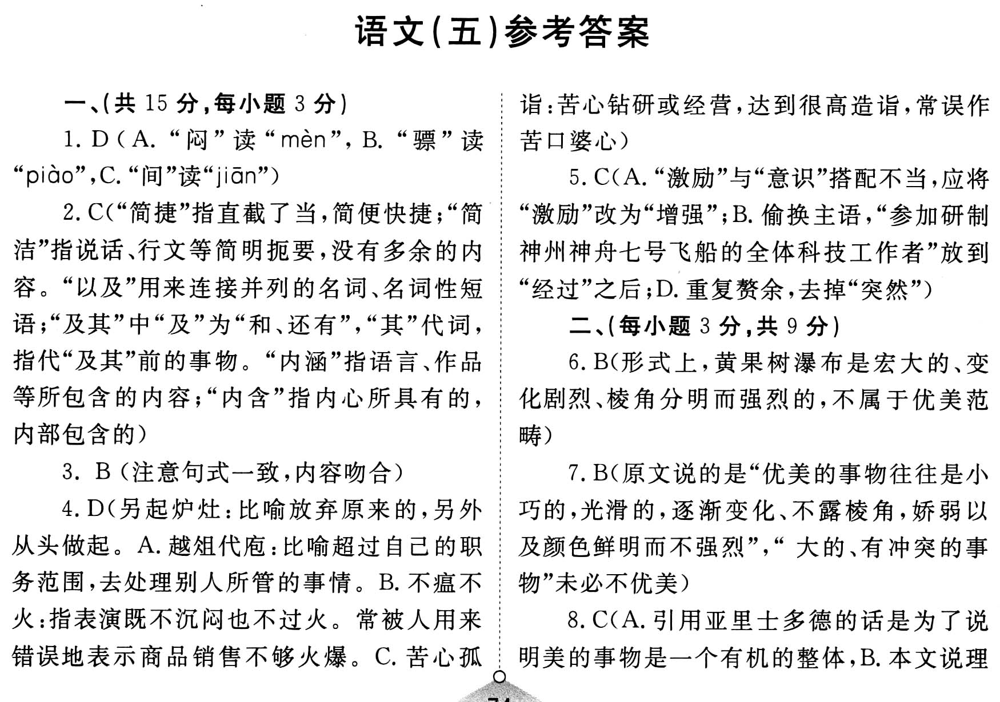 语文(五)参考答案
一、(共 15 分,每小题 3 分)
1. D（A. “闷”读“mèn”, B. “骠”读
“piào”,C. “间”读“jiān”）
2. C(“简捷”指直截了当,简便快捷;“简
洁”指说话、行文等简明扼要,没有多余的内
容。“以及”用来连接并列的名词、名词性短
语;“及其”中“及”为“和、还有”,“其”代词,
指代“及其”前的事物。“内涵”指语言、作品
等所包含的内容;“内含”指内心所具有的,
内部包含的）
3. B（注意句式一致,内容吻合）
4. D(另起炉灶:比喻放弃原来的,另外
从头做起。A. 越俎代庖:比喻超过自己的职
务范围,去处理别人所管的事情。B. 不瘟不
火:指表演既不沉闷也不过火。常被人用来
错误地表示商品销售不够火爆。C. 苦心孤
诣:苦心钻研或经营,达到很高造诣,常误作
苦口婆心）
5. C(A. “激励”与“意识”搭配不当,应将
“激励”改为“增强”;B. 偷换主语,“参加研制
神州神舟七号飞船的全体科技工作者”放到
“经过”之后;D. 重复赘余,去掉“突然”）
二、(每小题 3 分,共 9 分)
6. B(形式上,黄果树瀑布是宏大的、变
化剧烈、棱角分明而强烈的,不属于优美范
畴）
7. B(原文说的是“优美的事物往往是小
巧的,光滑的,逐渐变化、不露棱角,娇弱以
及颜色鲜明而不强烈”,“ 大的、有冲突的事
物”未必不优美）
8. C(A. 引用亚里士多德的话是为了说
明美的事物是一个有机的整体,B. 本文说理